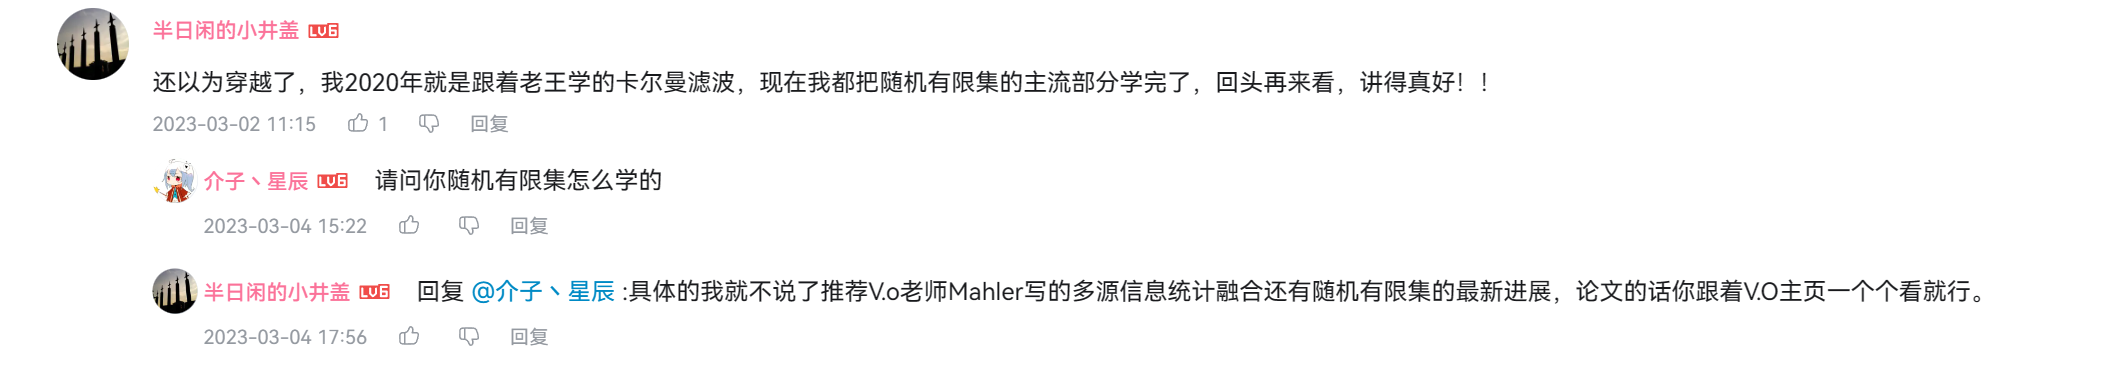 半日闲的小井盖 LV6
还以为穿越了，我2020年就是跟着老王学的卡尔曼滤波，现在我都把随机有限集的主流部分学完了，回头再来看，讲得真好！！
2023-03-02 11:15 1 回复
介子丶星辰 LV6 请问你随机有限集怎么学的
2023-03-04 15:22 回复
半日闲的小井盖 LV6 回复 @介子丶星辰 :具体的我就不说了推荐V.o老师Mahler写的多源信息统计融合还有随机有限集的最新进展，论文的话你跟着V.O主页一个个看就行。
2023-03-04 17:56 回复